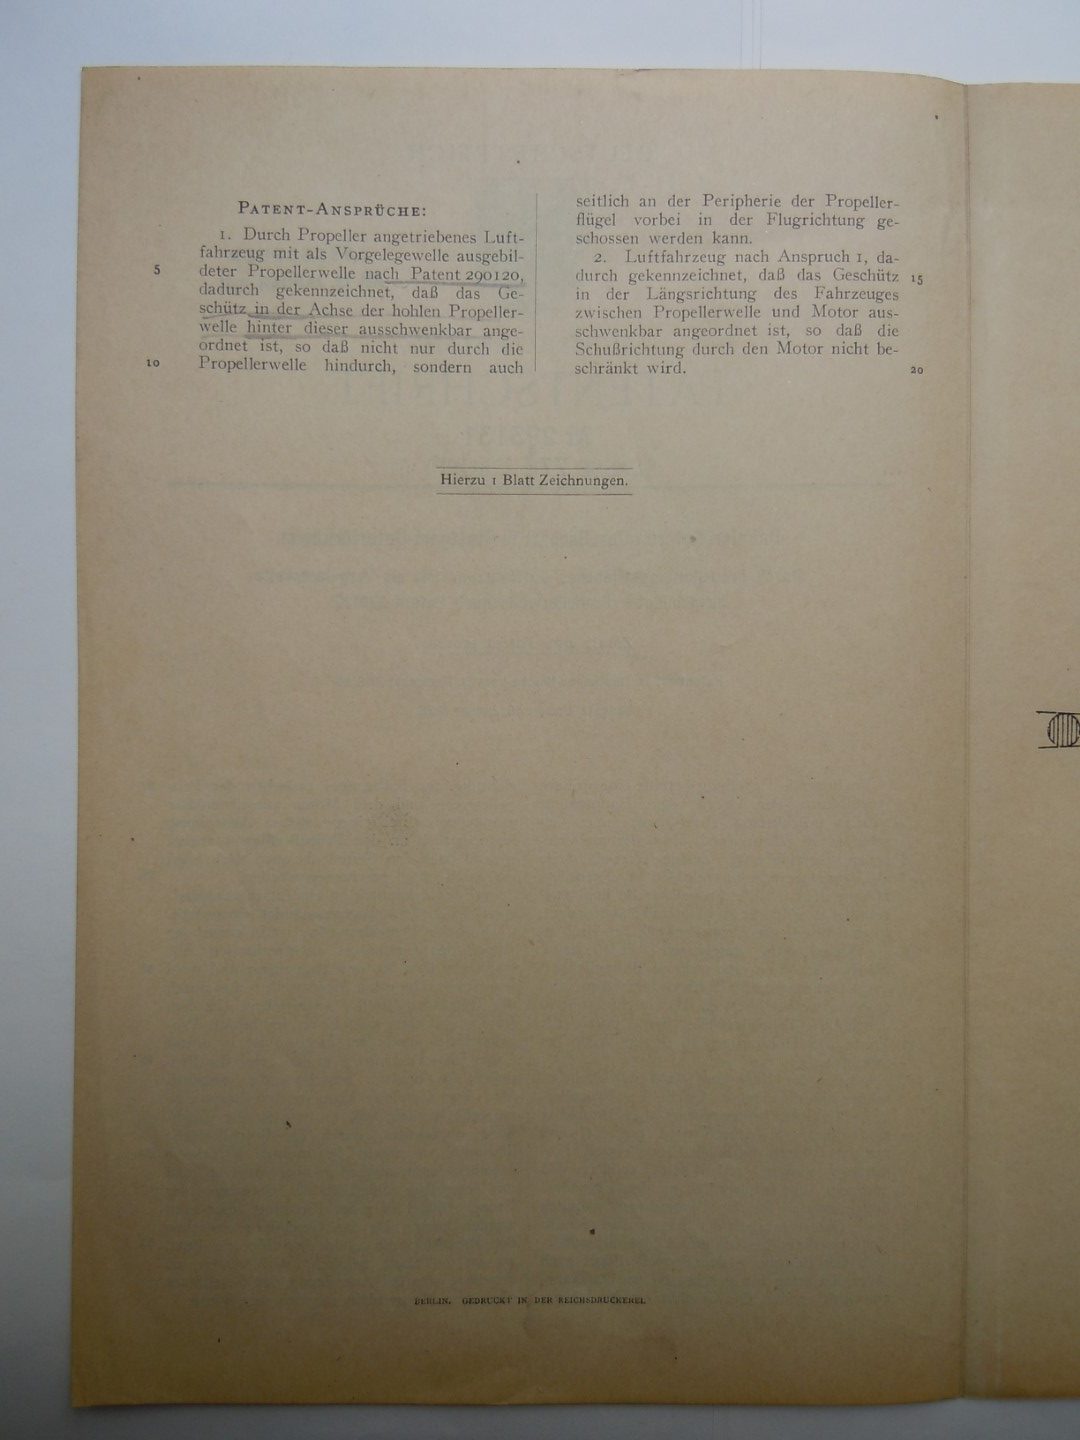 PATENT-ANSPRÜCHE:
1. Durch Propeller angetriebenes Luft-
fahrzeug mit als Vorgelegewelle ausgebil-
5 deter Propellerwelle nach Patent 290120,
dadurch gekennzeichnet, daß das Ge-
schütz in der Achse der hohlen Propeller-
welle hinter dieser ausschwenkbar ange-
ordnet ist, so daß nicht nur durch die
10 Propellerwelle hindurch, sondern auch
seitlich an der Peripherie der Propeller-
flügel vorbei in der Flugrichtung ge-
schossen werden kann.
2. Luftfahrzeug nach Anspruch 1, da-
durch gekennzeichnet, daß das Geschütz 15
in der Längsrichtung des Fahrzeuges
zwischen Propellerwelle und Motor aus-
schwenkbar angeordnet ist, so daß die
Schußrichtung durch den Motor nicht be-
schränkt wird. 20
Hierzu 1 Blatt Zeichnungen.
BERLIN. GEDRUCKT IN DER REICHSDRUCKEREI.